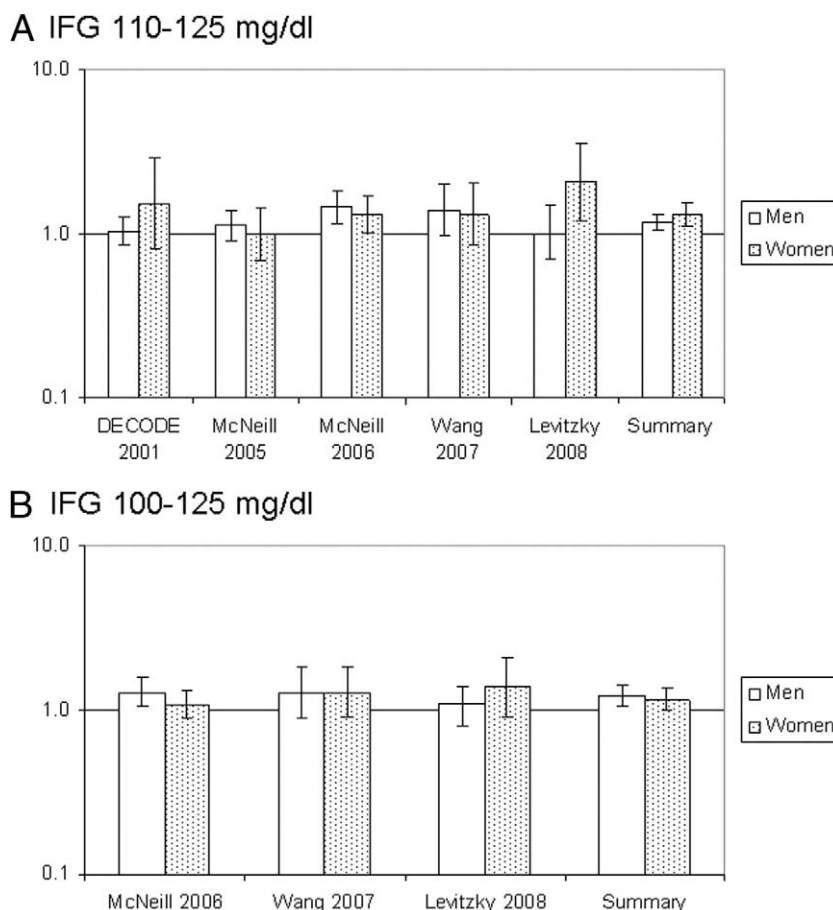 A IFG 110-125 mg/dl
10.0
1.0
0.1
DECODE 2001
McNeill 2005
McNeill 2006
Wang 2007
Levitzky 2008
Summary
Men
Women
B IFG 100-125 mg/dl
10.0
1.0
0.1
McNeill 2006
Wang 2007
Levitzky 2008
Summary
Men
Women